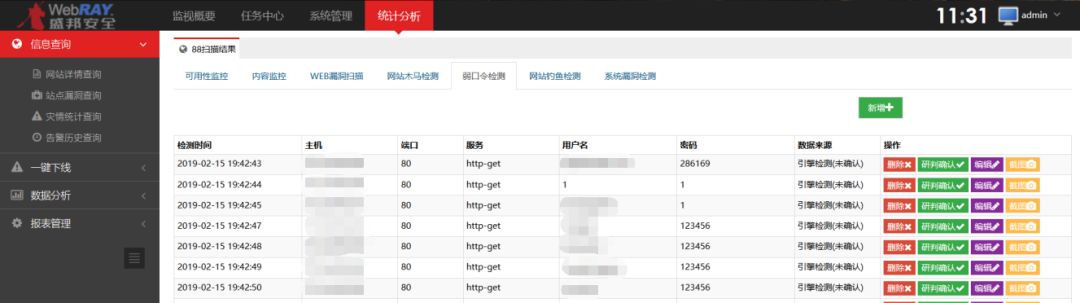 WebRAY
盛邦安全
监视概要 任务中心 系统管理 统计分析
11:31 admin
信息查询
网站详情查询
站点漏洞查询
灾情统计查询
告警历史查询
一键下线
数据分析
报表管理
88扫描结果
可用性监控 内容监控 WEB漏洞扫描 网站木马检测 弱口令检测 网站钓鱼检测 系统漏洞检测
新增
检测时间 主机 端口 服务 用户名 密码 数据来源 操作
2019-02-15 19:42:43 80 http-get 286169 引擎检测(未确认) 删除 研判确认 编辑 截图
2019-02-15 19:42:44 80 http-get 1 1 引擎检测(未确认) 删除 研判确认 编辑 截图
2019-02-15 19:42:45 80 http-get 1 引擎检测(未确认) 删除 研判确认 编辑 截图
2019-02-15 19:42:47 80 http-get 123456 引擎检测(未确认) 删除 研判确认 编辑 截图
2019-02-15 19:42:48 80 http-get 123456 引擎检测(未确认) 删除 研判确认 编辑 截图
2019-02-15 19:42:49 80 http-get 123456 引擎检测(未确认) 删除 研判确认 编辑 截图
2019-02-15 19:42:50 80 http-get 123456 引擎检测(未确认) 删除 研判确认 编辑 截图